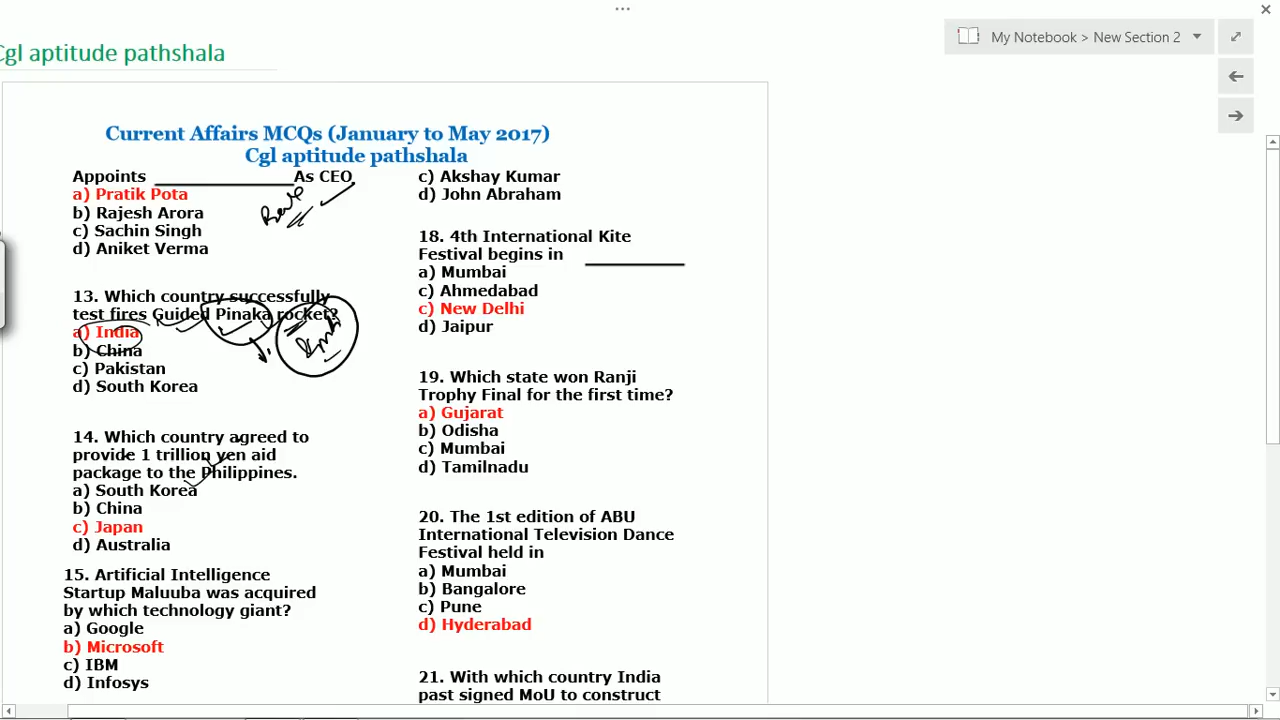 My Notebook > New Section 2
Cgl aptitude pathshala
Current Affairs MCQs (January to May 2017)
Cgl aptitude pathshala
Appoints ______________As CEO
a) Pratik Pota
b) Rajesh Arora
c) Sachin Singh
d) Aniket Verma
13. Which country successfully
test fires Guided Pinaka rocket?
a) India
b) China
c) Pakistan
d) South Korea
14. Which country agreed to
provide 1 trillion yen aid
package to the Philippines.
a) South Korea
b) China
c) Japan
d) Australia
15. Artificial Intelligence
Startup Maluuba was acquired
by which technology giant?
a) Google
b) Microsoft
c) IBM
d) Infosys
c) Akshay Kumar
d) John Abraham
18. 4th International Kite
Festival begins in __________
a) Mumbai
c) Ahmedabad
c) New Delhi
d) Jaipur
19. Which state won Ranji
Trophy Final for the first time?
a) Gujarat
b) Odisha
c) Mumbai
d) Tamilnadu
20. The 1st edition of ABU
International Television Dance
Festival held in
a) Mumbai
b) Bangalore
c) Pune
d) Hyderabad
21. With which country India
past signed MoU to construct